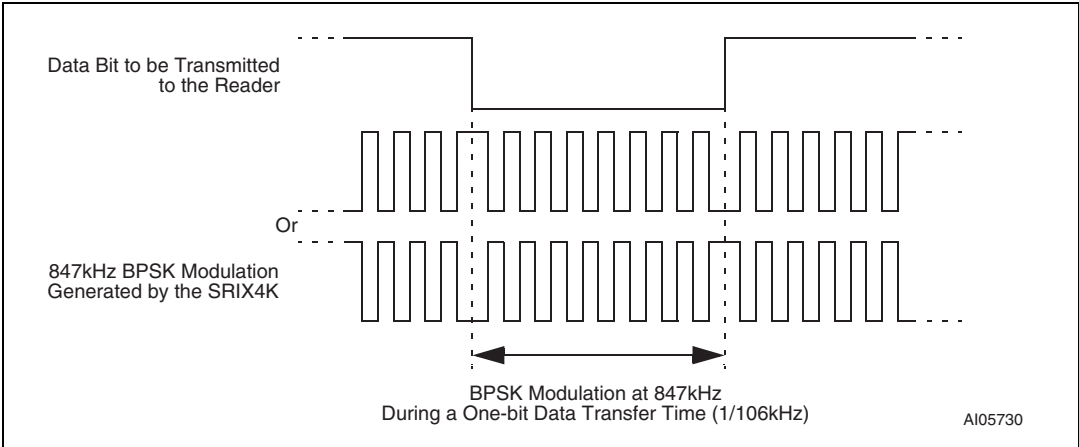 Data Bit to be Transmitted
to the Reader
Or
847kHz BPSK Modulation
Generated by the SRIX4K
BPSK Modulation at 847kHz
During a One-bit Data Transfer Time (1/106kHz)
AI05730